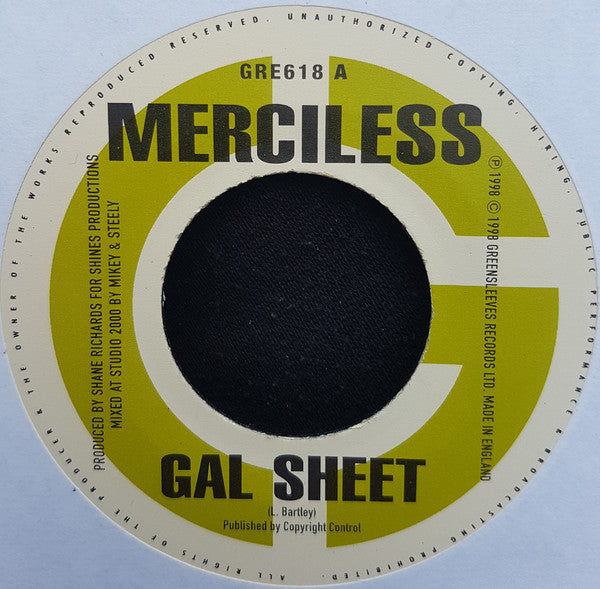 GRE618 A
MERCILESS
PRODUCED BY SHANE RICHARDS FOR SHINES PRODUCTIONS
MIXED AT STUDIO 2000 BY MIKEY & STEELY
℗ 1998 © 1998 GREENSLEEVES RECORDS LTD. MADE IN ENGLAND
GAL SHEET
(L. Bartley)
Published by Copyright Control
ALL RIGHTS OF THE PRODUCER & THE OWNER OF THE WORKS REPRODUCED RESERVED. UNAUTHORIZED COPYING, HIRING, PUBLIC PERFORMANCE & BROADCASTING PROHIBITED.